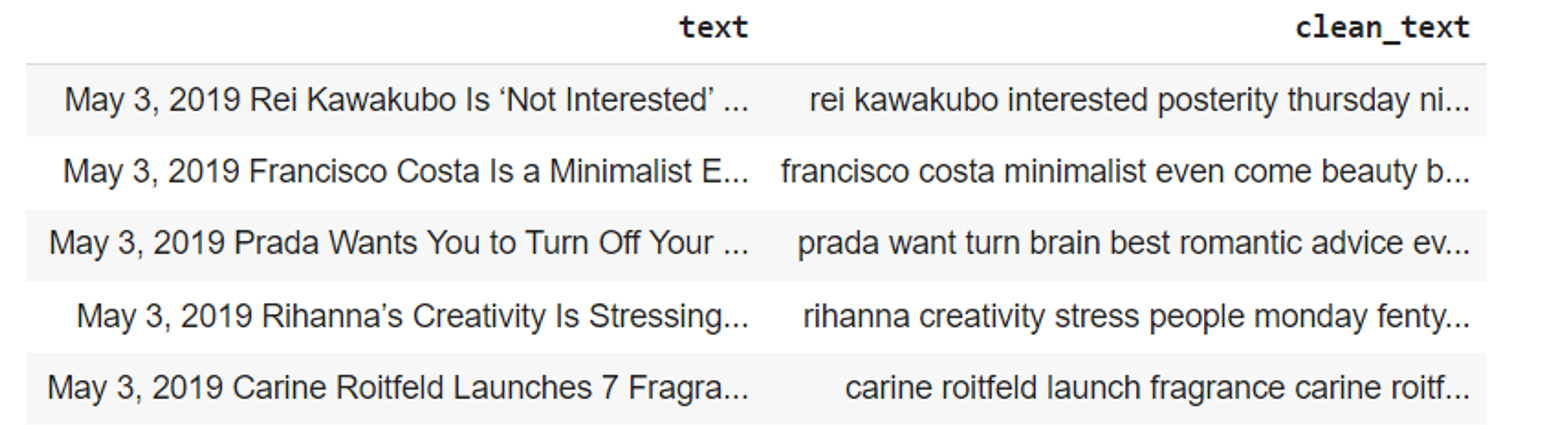 text clean_text
May 3, 2019 Rei Kawakubo Is ‘Not Interested’ ... rei kawakubo interested posterity thursday ni...
May 3, 2019 Francisco Costa Is a Minimalist E... francisco costa minimalist even come beauty b...
May 3, 2019 Prada Wants You to Turn Off Your ... prada want turn brain best romantic advice ev...
May 3, 2019 Rihanna’s Creativity Is Stressing... rihanna creativity stress people monday fenty...
May 3, 2019 Carine Roitfeld Launches 7 Fragra... carine roitfeld launch fragrance carine roitf...